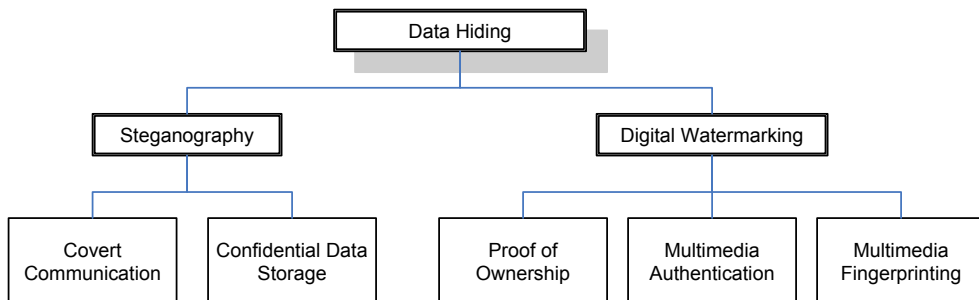 Data Hiding
Steganography
Digital Watermarking
Covert
Communication
Confidential Data
Storage
Proof of
Ownership
Multimedia
Authentication
Multimedia
Fingerprinting